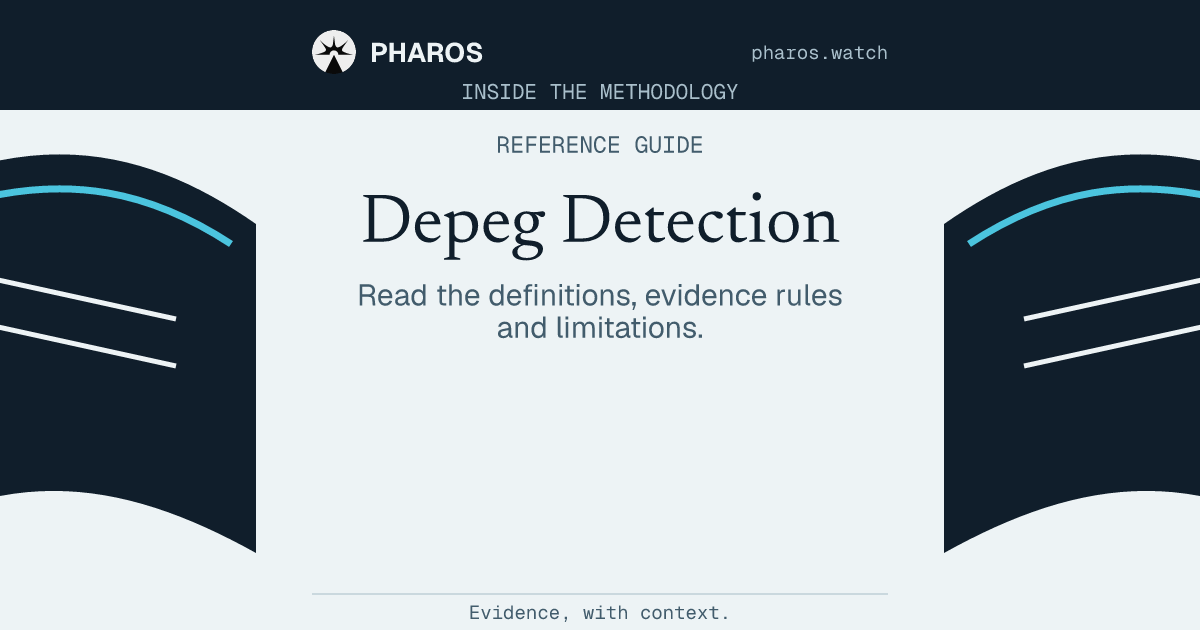 PHAROS
pharos.watch
INSIDE THE METHODOLOGY
REFERENCE GUIDE
Depeg Detection
Read the definitions, evidence rules
and limitations.
Evidence, with context.